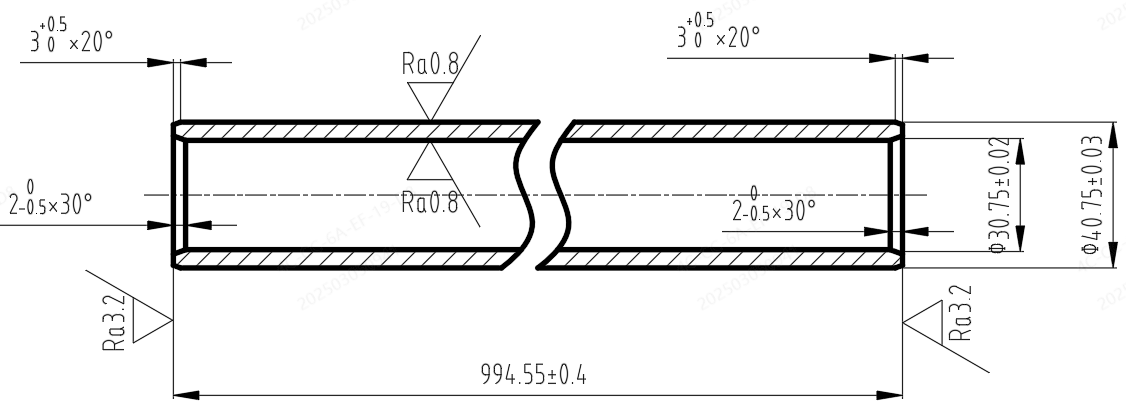 3 +0.5 0 ×20°
3 +0.5 0 ×20°
Ra0.8
Ra0.8
2 0 -0.5 ×30°
2 0 -0.5 ×30°
Φ30.75±0.02
Φ40.75±0.03
Ra3.2
Ra3.2
994.55±0.4